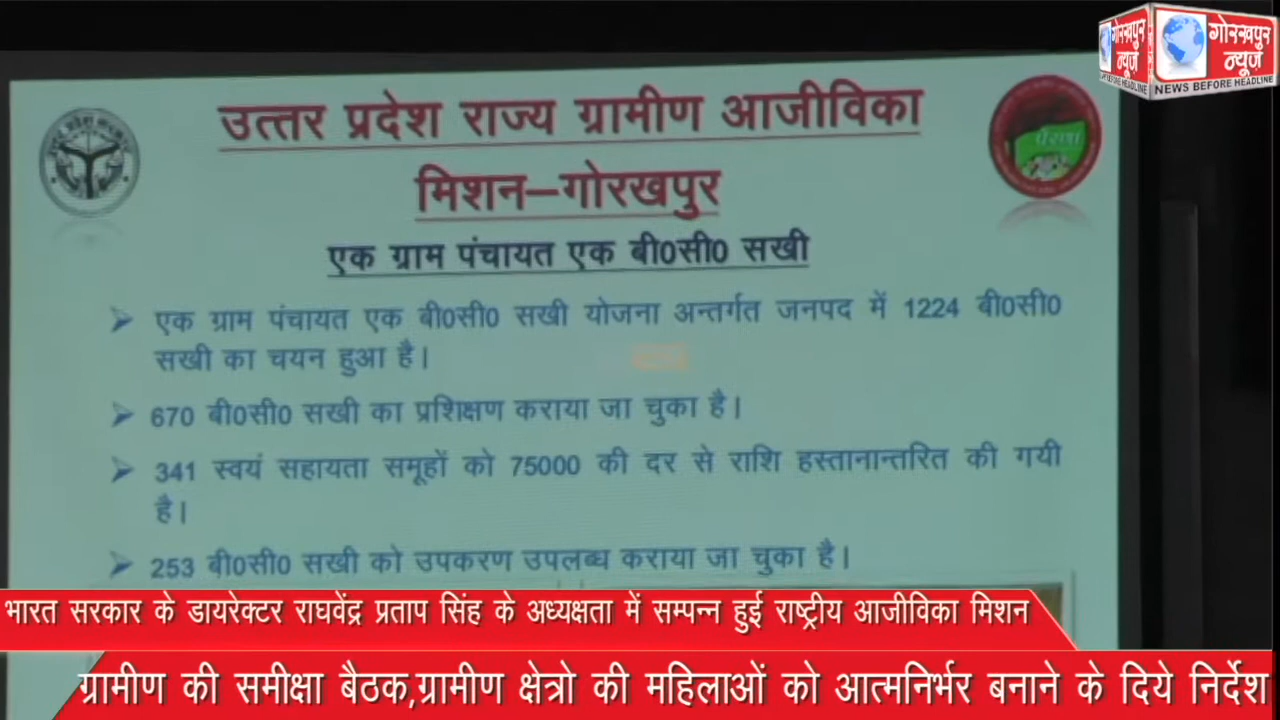 गोरखपुर न्यूज़
गोरखपुर न्यूज़
NEWS BEFORE HEADLINE
उत्तर प्रदेश राज्य ग्रामीण आजीविका
मिशन–गोरखपुर
एक ग्राम पंचायत एक बी0सी0 सखी
एक ग्राम पंचायत एक बी0सी0 सखी योजना अन्तर्गत जनपद में 1224 बी0सी0
सखी का चयन हुआ है।
670 बी0सी0 सखी का प्रशिक्षण कराया जा चुका है।
341 स्वयं सहायता समूहों को 75000 की दर से राशि हस्तानान्तरित की गयी
है।
253 बी0सी0 सखी को उपकरण उपलब्ध कराया जा चुका है।
भारत सरकार के डायरेक्टर राघवेंद्र प्रताप सिंह के अध्यक्षता में सम्पन्न हुई राष्ट्रीय आजीविका मिशन
ग्रामीण की समीक्षा बैठक,ग्रामीण क्षेत्रो की महिलाओं को आत्मनिर्भर बनाने के दिये निर्देश